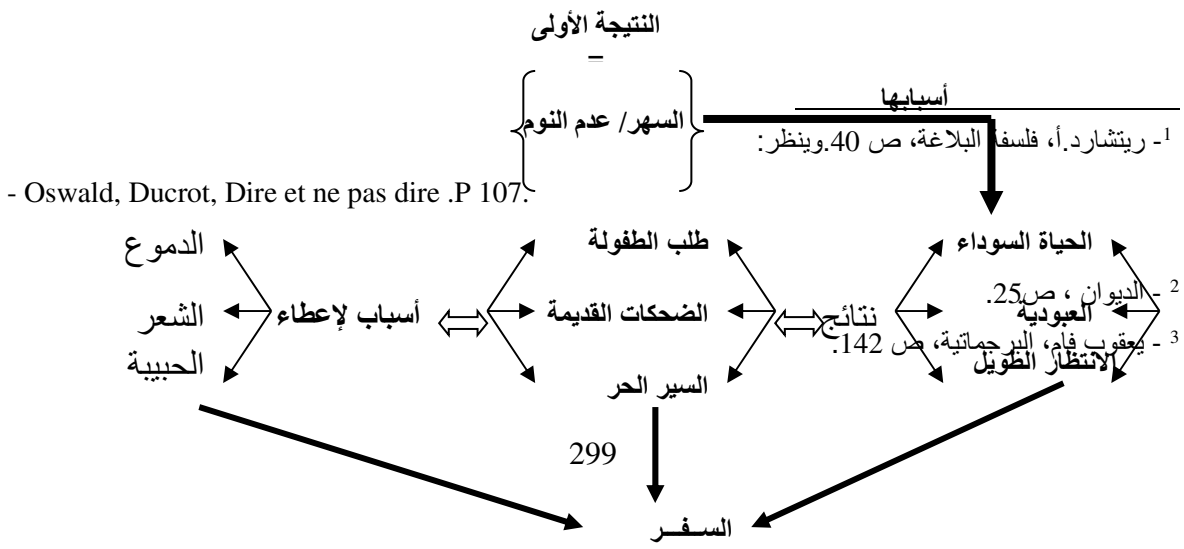 النتيجة الأولى
أسبابها
السهر/ عدم النوم
1- ريتشارد.أ، فلسفة البلاغة، ص 40.وينظر:
- Oswald, Ducrot, Dire et ne pas dire .P 107.
الحياة السوداء
طلب الطفولة
الدموع
2 - الديوان ، ص25.
العبودية
نتائج
الضحكات القديمة
أسباب لإعطاء
الشعر
3 - يعقوب فام، البرجماتية، ص 142.
الانتظار الطويل
السير الحر
الحبيبة
299
السـفـــر